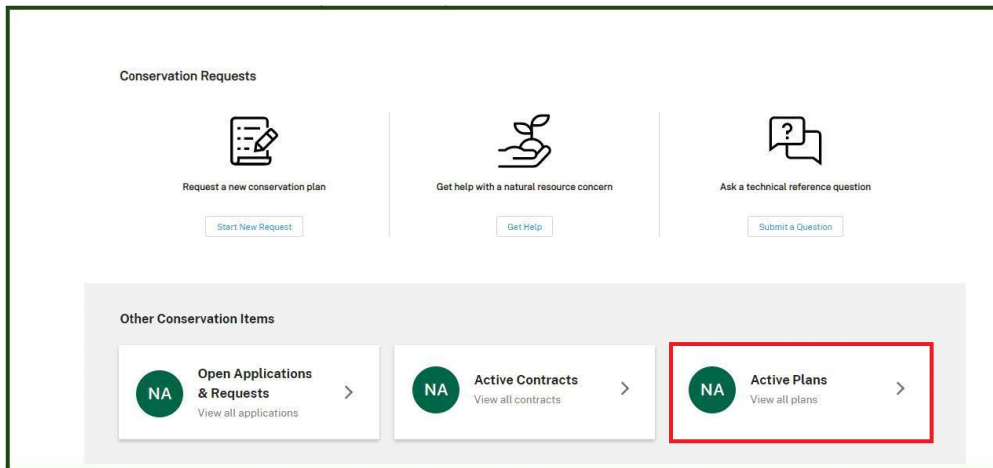 Conservation Requests
?
Request a new conservation plan
Get help with a natural resource concern
Ask a technical reference question
Start New Request
Get Help
Submit a Question
Other Conservation Items
NA
Open Applications
& Requests
View all applications
NA
Active Contracts
View all contracts
NA
Active Plans
View all plans